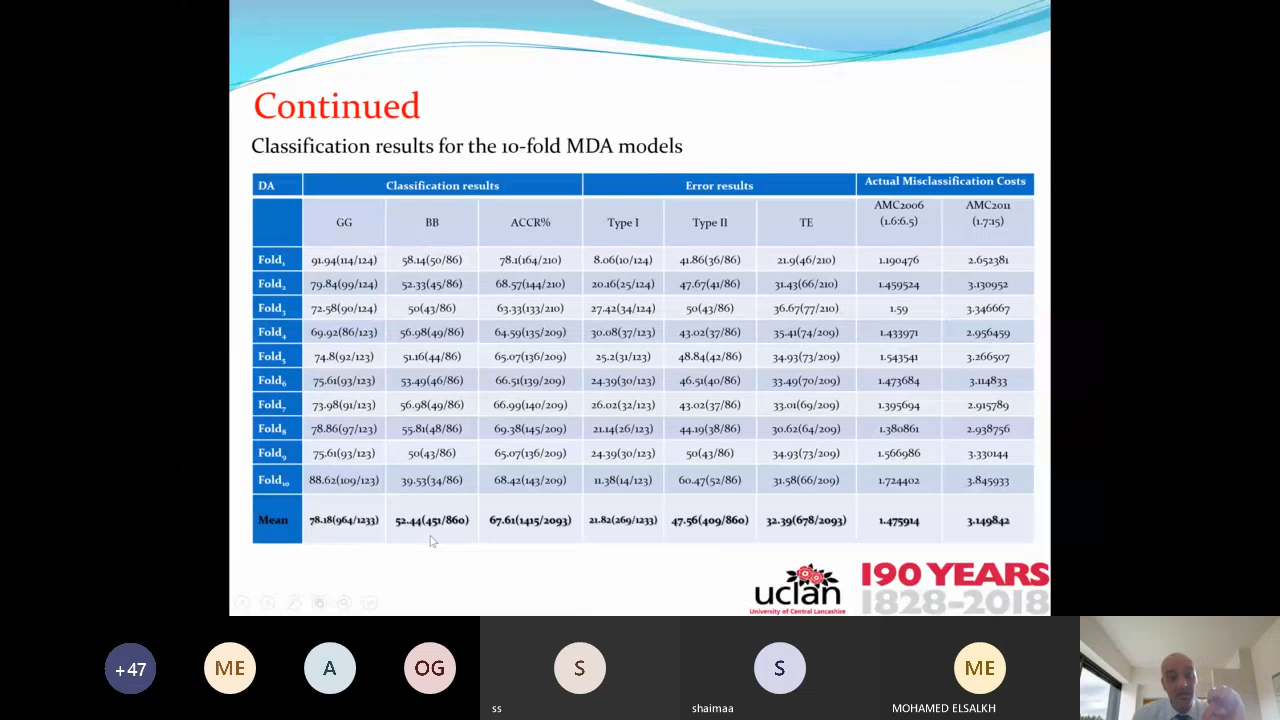 Continued
Classification results for the 10-fold MDA models
DA Classification results Error results Actual Misclassification Costs
GG BB ACCR% Type I Type II TE AMC2006 (1.6:6.5) AMC2011 (1.7:15)
Fold1 91.94(114/124) 58.14(50/86) 78.1(164/210) 8.06(10/124) 41.86(36/86) 21.9(46/210) 1.190476 2.652381
Fold2 79.84(99/124) 52.33(45/86) 68.57(144/210) 20.16(25/124) 47.67(41/86) 31.43(66/210) 1.459524 3.130952
Fold3 72.58(90/124) 50(43/86) 63.33(133/210) 27.42(34/124) 50(43/86) 36.67(77/210) 1.59 3.346667
Fold4 69.92(86/123) 56.98(49/86) 64.59(135/209) 30.08(37/123) 43.02(37/86) 35.41(74/209) 1.433971 2.956459
Fold5 74.8(92/123) 51.16(44/86) 65.07(136/209) 25.2(31/123) 48.84(42/86) 34.93(73/209) 1.543541 3.266507
Fold6 75.61(93/123) 53.49(46/86) 66.51(139/209) 24.39(30/123) 46.51(40/86) 33.49(70/209) 1.473684 3.114833
Fold7 73.98(91/123) 56.98(49/86) 66.99(140/209) 26.02(32/123) 43.02(37/86) 33.01(69/209) 1.395694 2.915789
Fold8 78.86(97/123) 55.81(48/86) 69.38(145/209) 21.14(26/123) 44.19(38/86) 30.62(64/209) 1.380861 2.938756
Fold9 75.61(93/123) 50(43/86) 65.07(136/209) 24.39(30/123) 50(43/86) 34.93(73/209) 1.566986 3.330144
Fold10 88.62(109/123) 39.53(34/86) 68.42(143/209) 11.38(14/123) 60.47(52/86) 31.58(66/209) 1.724402 3.845933
Mean 78.18(964/1233) 52.44(451/860) 67.61(1415/2093) 21.82(269/1233) 47.56(409/860) 32.39(678/2093) 1.475914 3.149842
uclan
University of Central Lancashire
190 YEARS
1828-2018
+47 ME A OG S S ME
ss shaimaa MOHAMED ELSALKH